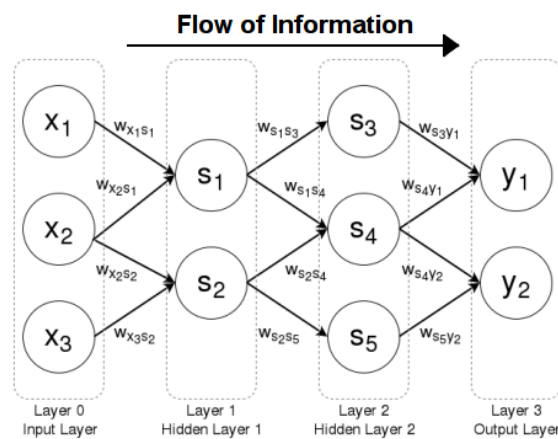 Flow of Information
x1
x2
x3
wx1s1
wx2s1
wx2s2
wx3s2
s1
s2
ws1s3
ws1s4
ws2s4
ws2s5
s3
s4
s5
ws3y1
ws4y1
ws4y2
ws5y2
y1
y2
Layer 0
Input Layer
Layer 1
Hidden Layer 1
Layer 2
Hidden Layer 2
Layer 3
Output Layer